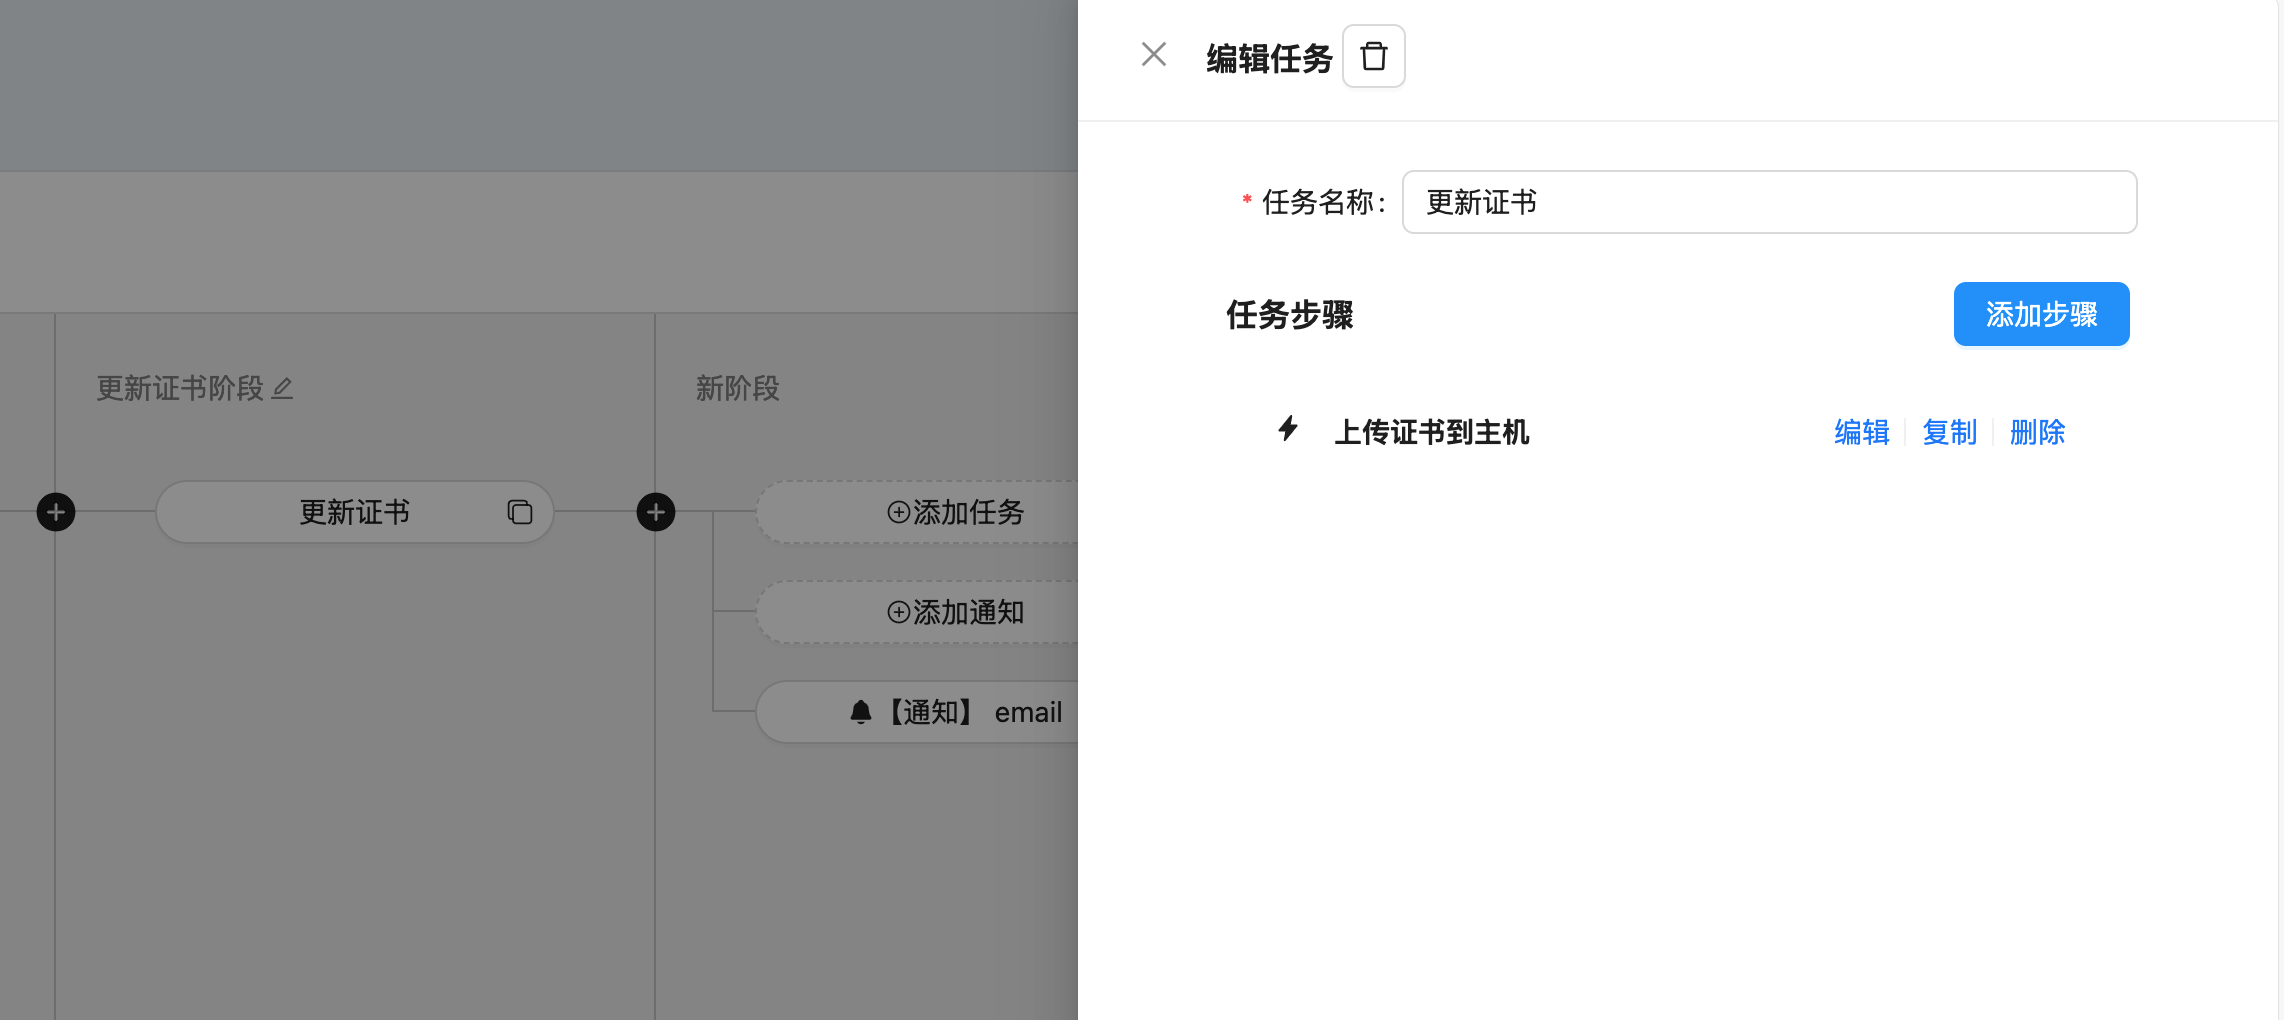 编辑任务
* 任务名称:
更新证书
任务步骤
添加步骤
上传证书到主机
编辑
复制
删除
更新证书阶段
更新证书
新阶段
添加任务
添加通知
【通知】 email